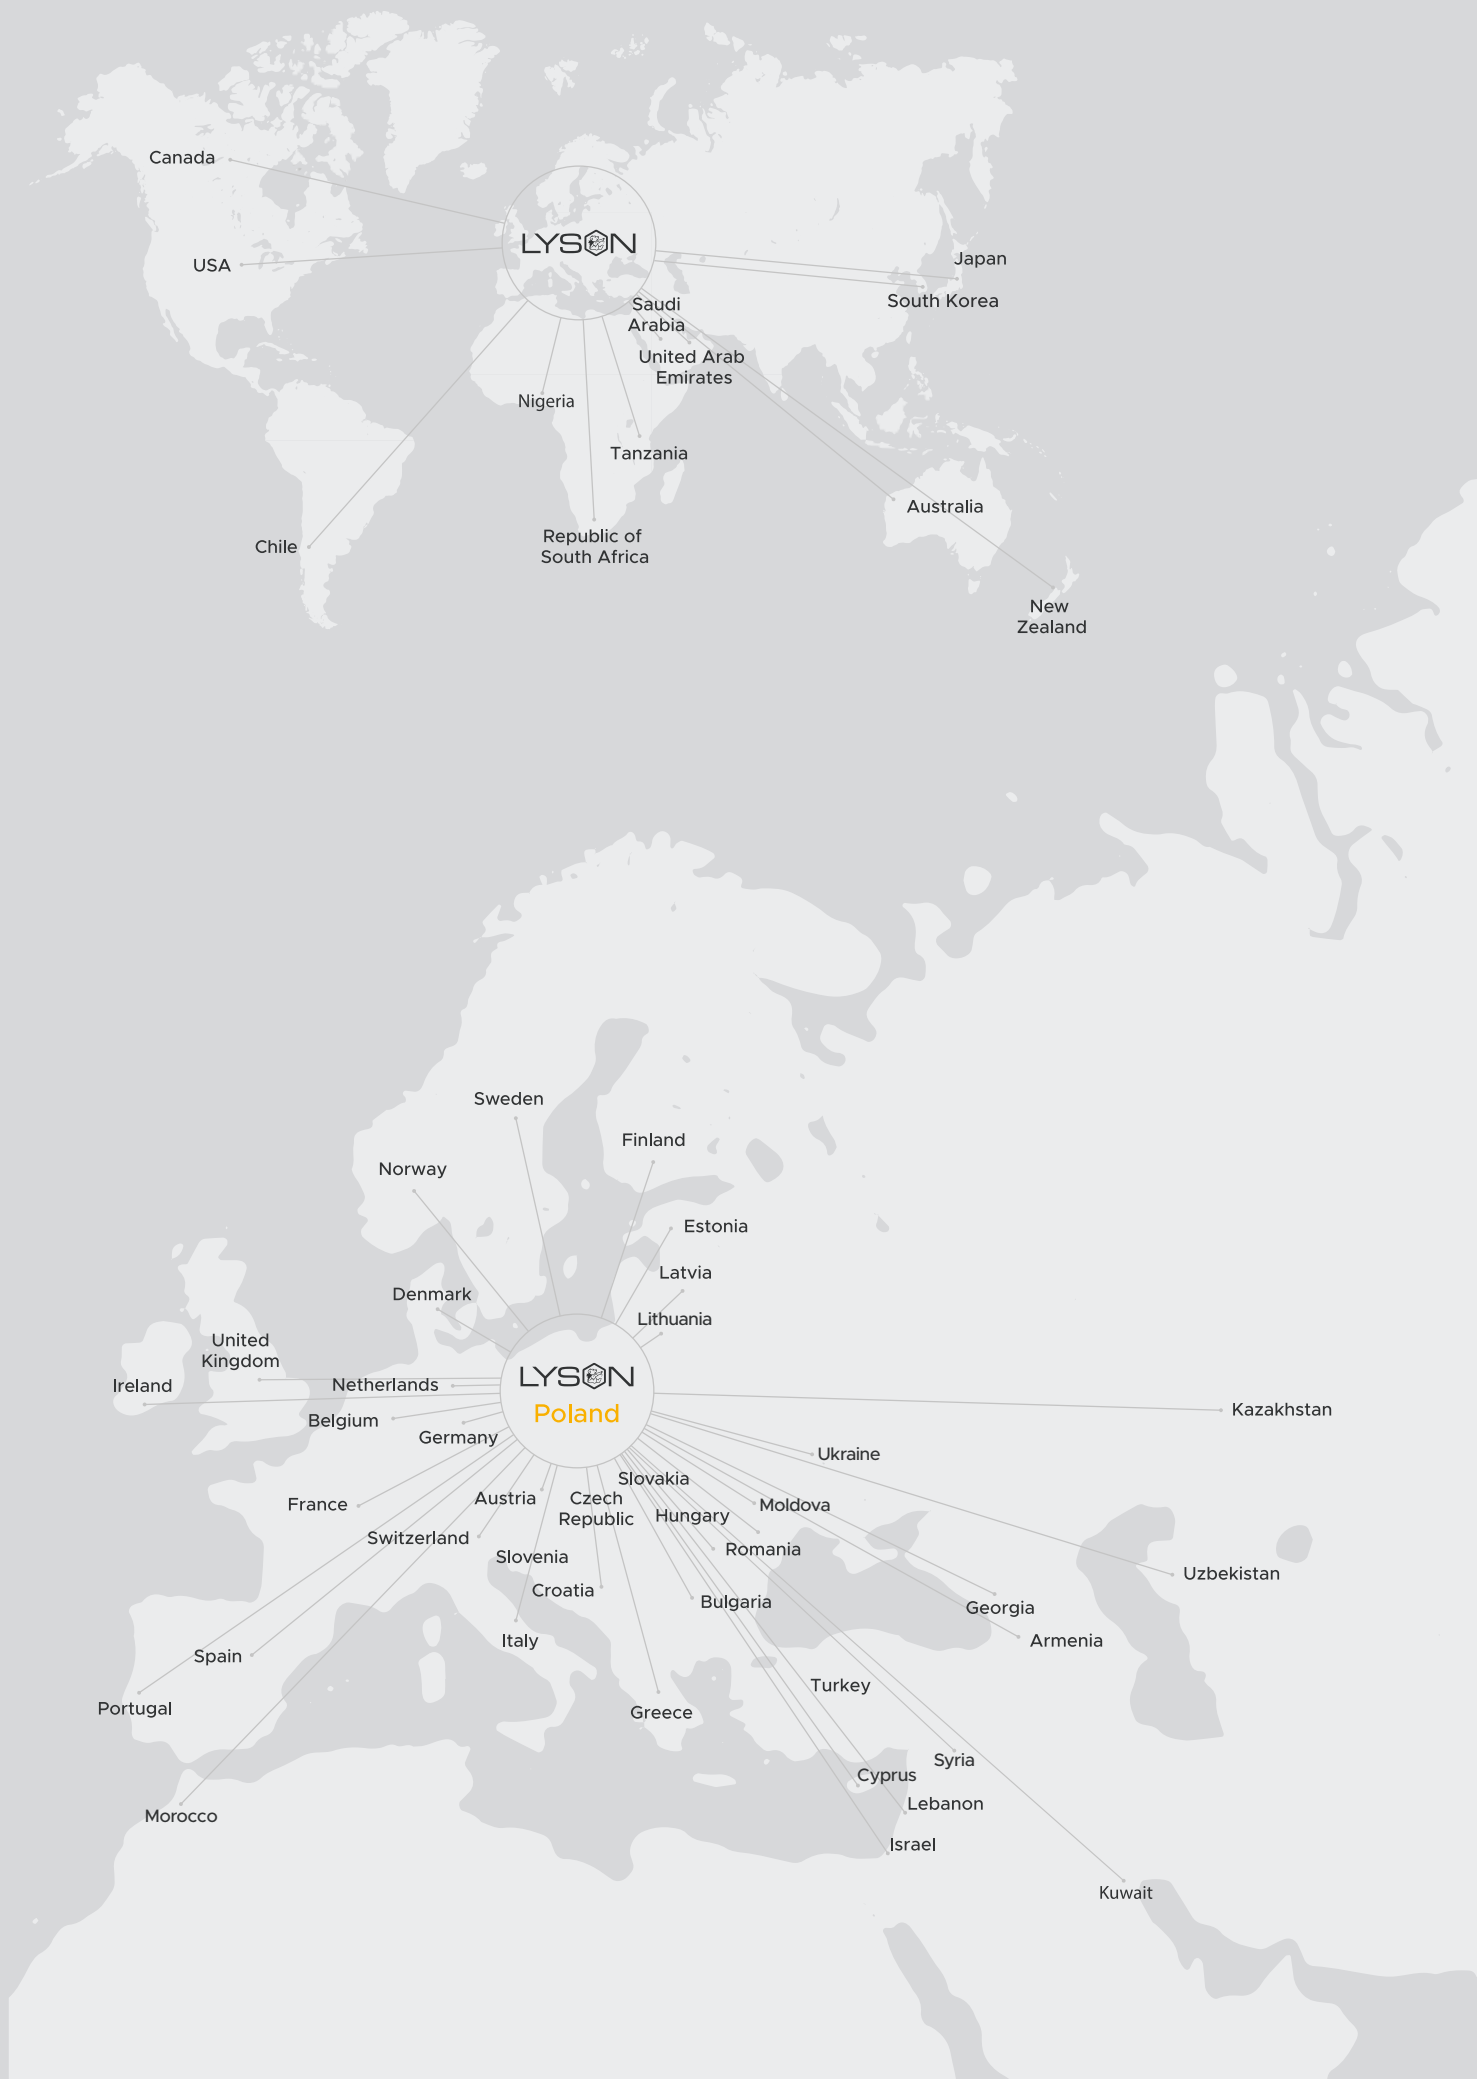 Canada
LYSON
USA
Japan
South Korea
Saudi
Arabia
United Arab
Emirates
Nigeria
Tanzania
Australia
Republic of
South Africa
Chile
New
Zealand
Sweden
Finland
Norway
Estonia
Latvia
Denmark
Lithuania
United
Kingdom
LYSON
Ireland
Netherlands
Poland
Kazakhstan
Belgium
Germany
Ukraine
Slovakia
Austria
Czech
Republic
France
Moldova
Hungary
Switzerland
Romania
Slovenia
Uzbekistan
Croatia
Bulgaria
Georgia
Italy
Armenia
Spain
Turkey
Portugal
Greece
Syria
Cyprus
Lebanon
Morocco
Israel
Kuwait